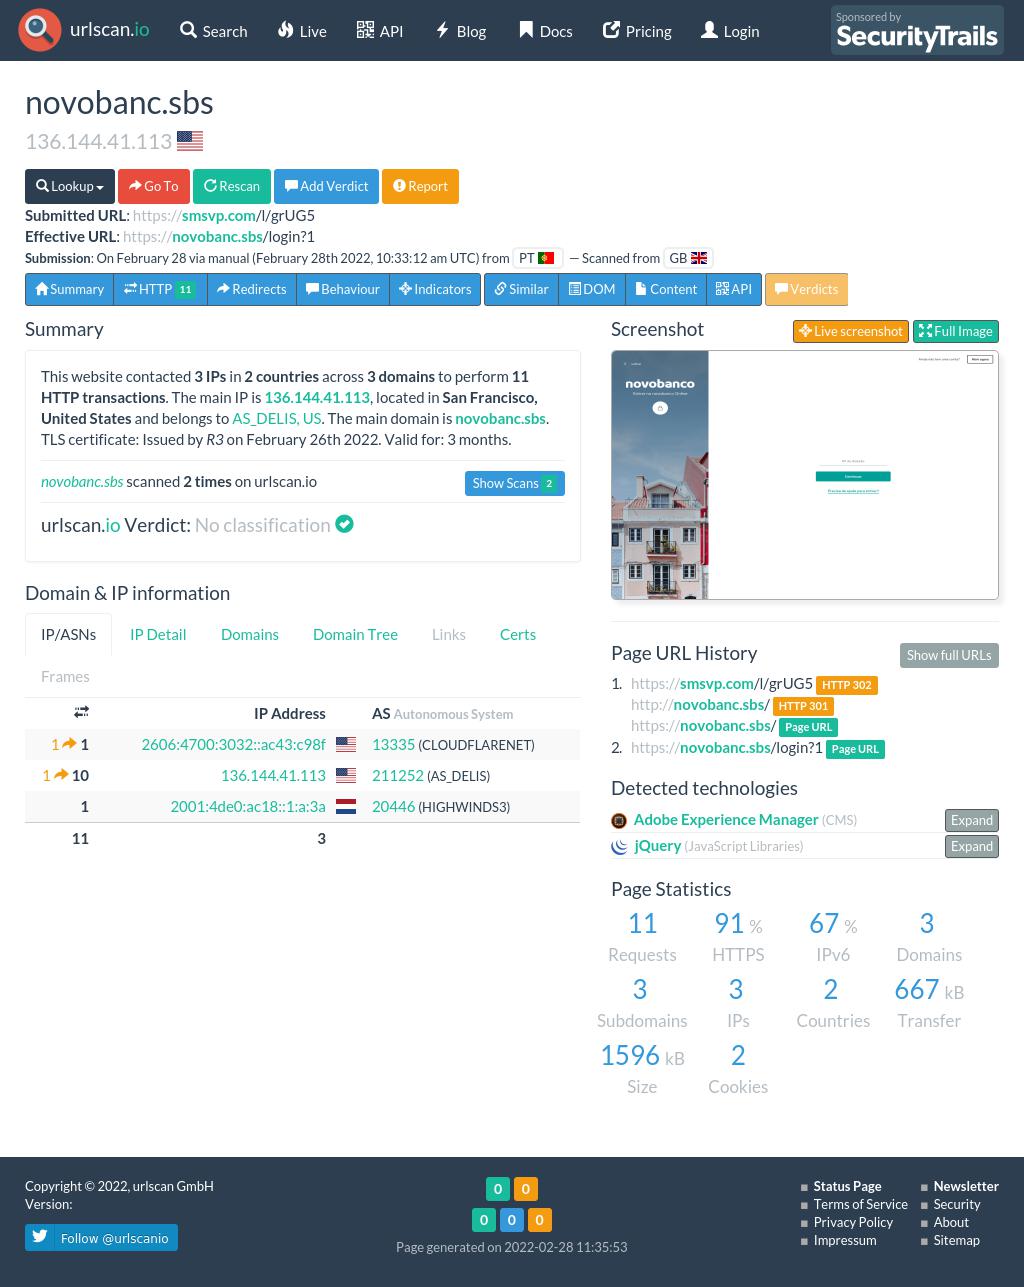 urlscan.io
Search
Live
API
Blog
Docs
Pricing
Login
Sponsored by
SecurityTrails
novobanc.sbs
136.144.41.113
Lookup
Go To
Rescan
Add Verdict
Report
Submitted URL: https://smsvp.com/l/grUG5
Effective URL: https://novobanc.sbs/login?1
Submission: On February 28 via manual (February 28th 2022, 10:33:12 am UTC) from PT — Scanned from GB
Summary
HTTP 11
Redirects
Behaviour
Indicators
Similar
DOM
Content
API
Verdicts
Summary
This website contacted 3 IPs in 2 countries across 3 domains to perform 11
HTTP transactions. The main IP is 136.144.41.113, located in San Francisco,
United States and belongs to AS_DELIS, US. The main domain is novobanc.sbs.
TLS certificate: Issued by R3 on February 26th 2022. Valid for: 3 months.
novobanc.sbs scanned 2 times on urlscan.io
Show Scans 2
urlscan.io Verdict: No classification
Domain & IP information
IP/ASNs
IP Detail
Domains
Domain Tree
Links
Certs
Frames
IP Address
AS Autonomous System
1 1 2606:4700:3032::ac43:c98f 13335 (CLOUDFLARENET)
1 10 136.144.41.113 211252 (AS_DELIS)
1 2001:4de0:ac18::1:a:3a 20446 (HIGHWINDS3)
11 3
Screenshot
Live screenshot
Full Image
novobanco
Page URL History
Show full URLs
1. https://smsvp.com/l/grUG5 HTTP 302
http://novobanc.sbs/ HTTP 301
https://novobanc.sbs/ Page URL
2. https://novobanc.sbs/login?1 Page URL
Detected technologies
Adobe Experience Manager (CMS)
Expand
jQuery (JavaScript Libraries)
Expand
Page Statistics
11 91 % 67 % 3
Requests HTTPS IPv6 Domains
3 3 2 667 kB
Subdomains IPs Countries Transfer
1596 kB 2
Size Cookies
Copyright © 2022, urlscan GmbH
Version:
Follow @urlscanio
0 0
0 0 0
Page generated on 2022-02-28 11:35:53
Status Page
Terms of Service
Privacy Policy
Impressum
Newsletter
Security
About
Sitemap